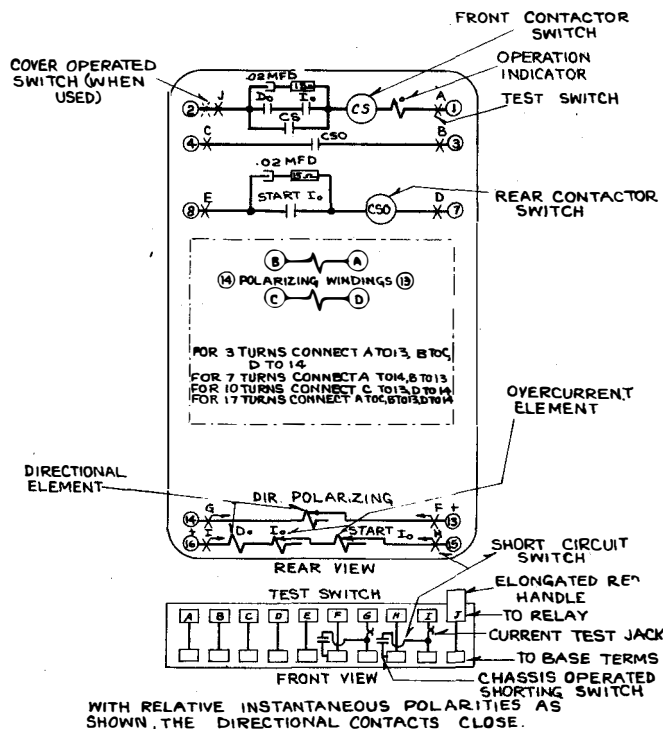 FRONT CONTACTOR
SWITCH
OPERATION
INDICATOR
TEST SWITCH
COVER OPERATED
SWITCH (WHEN
USED)
.02 MFD 15Ω
2 J D₀ I₀ CS A 1
CS
4 C CSO B 3
.02 MFD
15Ω
8 E START I₀ CSO D 7
REAR CONTACTOR
SWITCH
B A
14 POLARIZING WINDINGS 13
C D
FOR 3 TURNS CONNECT A TO 13, B TO C,
D TO 14
FOR 7 TURNS CONNECT A TO 14, B TO 13
FOR 10 TURNS CONNECT C TO 13, D TO 14
FOR 17 TURNS CONNECT A TO C, B TO 13, D TO 14
OVERCURRENT
ELEMENT
DIRECTIONAL
ELEMENT
DIR. POLARIZING
14 G F + 13
+ 16 I D₀ I₀ START I₀ H 15
REAR VIEW
SHORT CIRCUIT
SWITCH
TEST SWITCH
ELONGATED
HANDLE
A B C D E F G H I J
TO RELAY
CURRENT TEST JACK
TO BASE TERMS
CHASSIS OPERATED
SHORTING SWITCH
FRONT VIEW
WITH RELATIVE INSTANTANEOUS POLARITIES AS
SHOWN, THE DIRECTIONAL CONTACTS CLOSE.